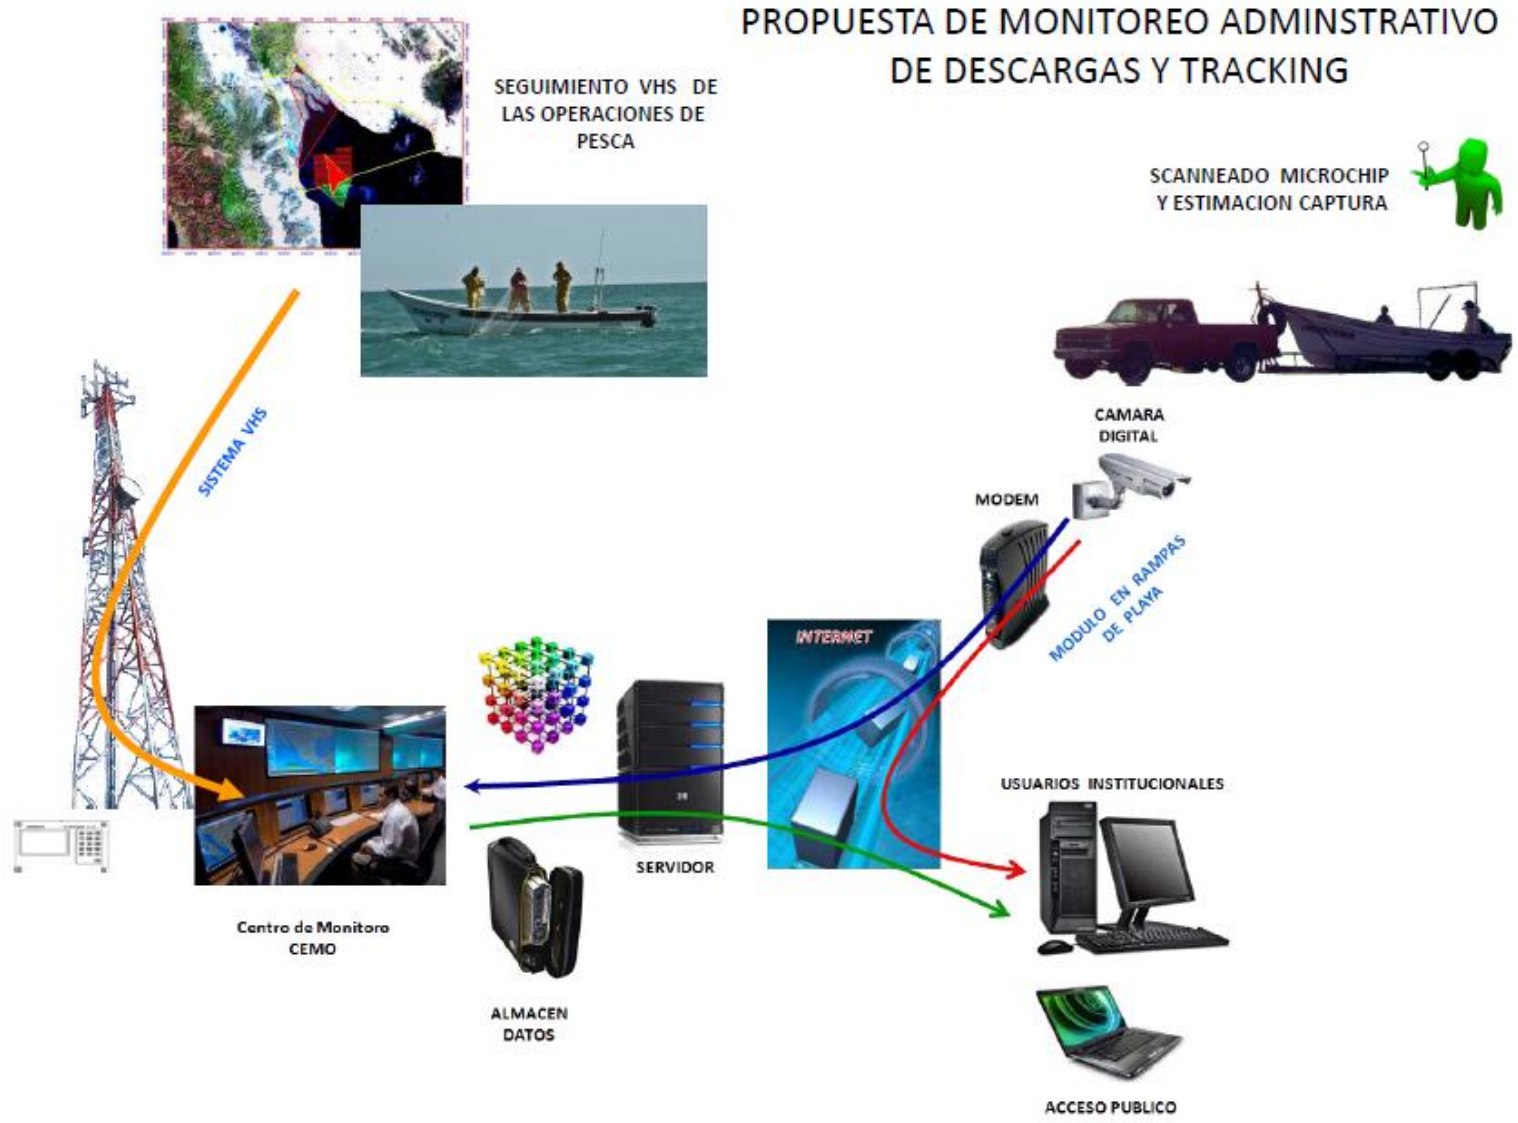 PROPUESTA DE MONITOREO ADMINSTRATIVO
DE DESCARGAS Y TRACKING
SEGUIMIENTO VHS DE
LAS OPERACIONES DE
PESCA
SCANNEADO MICROCHIP
Y ESTIMACION CAPTURA
SISTEMA VHS
CAMARA
DIGITAL
MODEM
MODULO EN RAMPAS
DE PLAYA
INTERNET
USUARIOS INSTITUCIONALES
SERVIDOR
Centro de Monitoro
CEMO
ALMACEN
DATOS
ACCESO PUBLICO